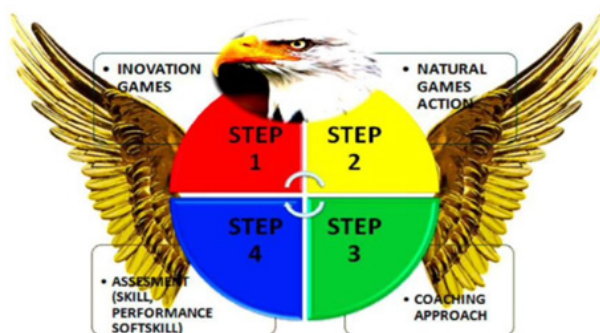 • INOVATION
GAMES
• NATURAL
GAMES
ACTION
STEP
1
STEP
2
STEP
4
STEP
3
• ASSESMENT
(SKILL,
PERFORMANCE
SOFTSKILL)
• COACHING
APPROACH